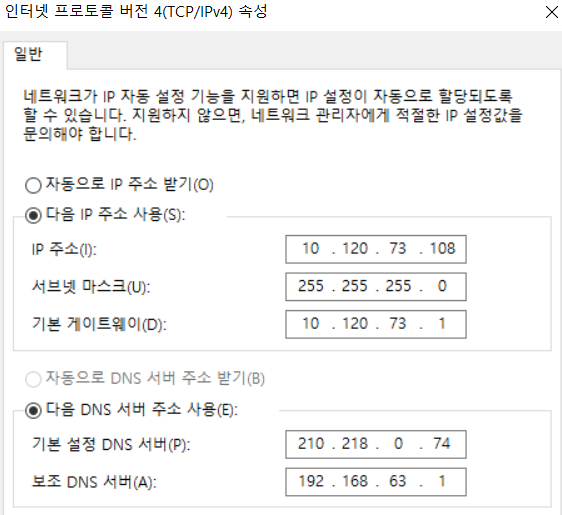 인터넷 프로토콜 버전 4(TCP/IPv4) 속성
일반
네트워크가 IP 자동 설정 기능을 지원하면 IP 설정이 자동으로 할당되도록
할 수 있습니다. 지원하지 않으면, 네트워크 관리자에게 적절한 IP 설정값을
문의해야 합니다.
자동으로 IP 주소 받기(O)
다음 IP 주소 사용(S):
IP 주소(I): 10 . 120 . 73 . 108
서브넷 마스크(U): 255 . 255 . 255 . 0
기본 게이트웨이(D): 10 . 120 . 73 . 1
자동으로 DNS 서버 주소 받기(B)
다음 DNS 서버 주소 사용(E):
기본 설정 DNS 서버(P): 210 . 218 . 0 . 74
보조 DNS 서버(A): 192 . 168 . 63 . 1